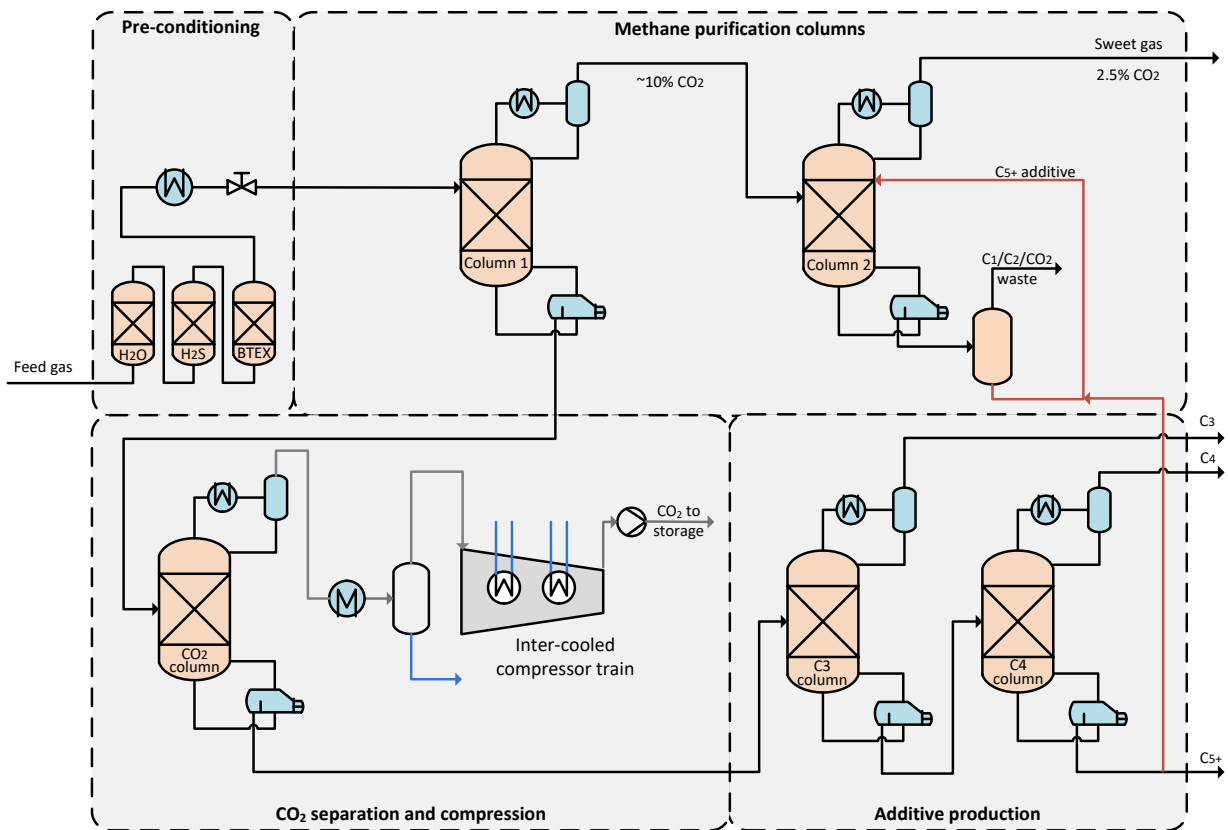 Pre-conditioning
Methane purification columns
Sweet gas
~10% CO2
2.5% CO2
C5+ additive
Column 1
Column 2
C1/C2/CO2
waste
H2O
H2S
BTEX
Feed gas
C3
C4
CO2 to
storage
Inter-cooled
compressor train
CO2
column
C3
column
C4
column
C5+
CO2 separation and compression
Additive production